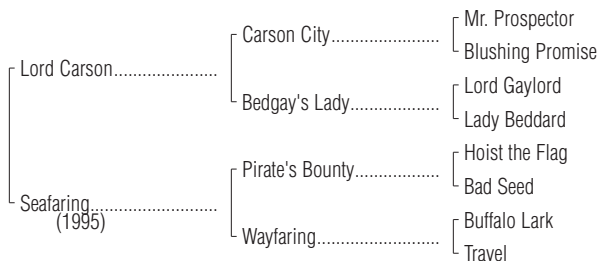 Mr. Prospector
Carson City....................................
Blushing Promise
Lord Carson.......................
Lord Gaylord
Bedgay's Lady..............................
Lady Beddard
Hoist the Flag
Pirate's Bounty............................
Bad Seed
Seafaring............................
(1995)
Buffalo Lark
Wayfaring.........................................
Travel